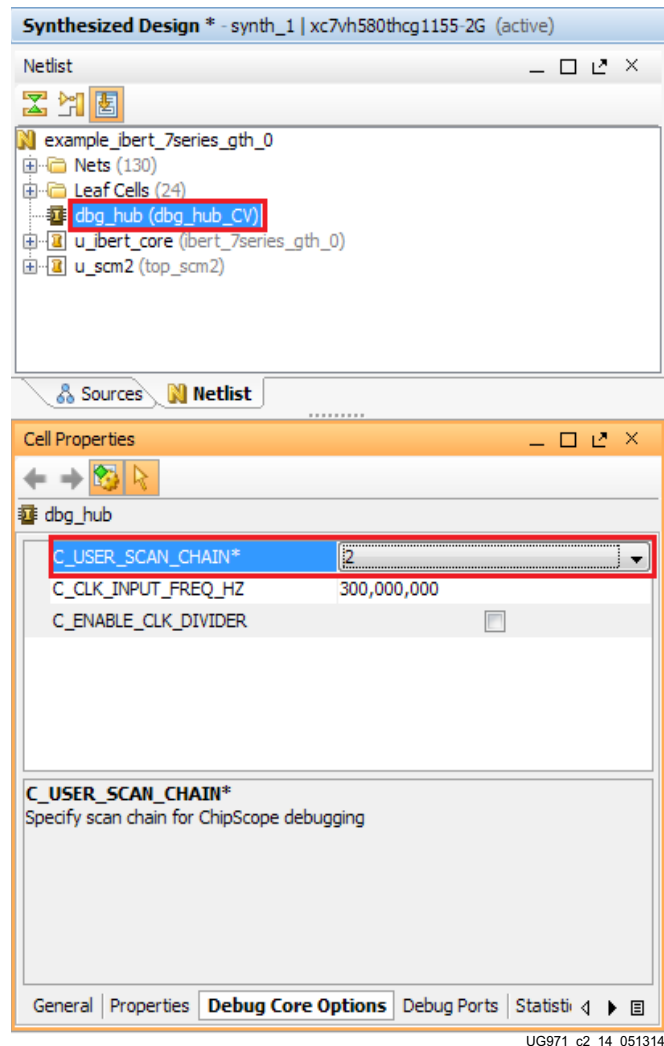 Synthesized Design * - synth_1 | xc7vh580thcg1155-2G (active)
Netlist
example_ibert_7series_gth_0
Nets (130)
Leaf Cells (24)
dbg_hub (dbg_hub_CV)
u_ibert_core (ibert_7series_gth_0)
u_scm2 (top_scm2)
Sources Netlist
Cell Properties
dbg_hub
C_USER_SCAN_CHAIN* 2
C_CLK_INPUT_FREQ_HZ 300,000,000
C_ENABLE_CLK_DIVIDER
C_USER_SCAN_CHAIN*
Specify scan chain for ChipScope debugging
General Properties Debug Core Options Debug Ports Statisti
UG971_c2_14_051314